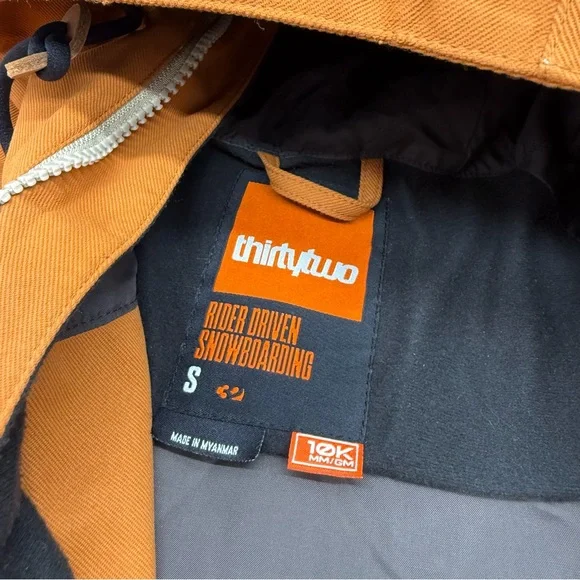 thirtytwo
RIDER DRIVEN
SNOWBOARDING
S
MADE IN MYANMAR
10K
MM/GM